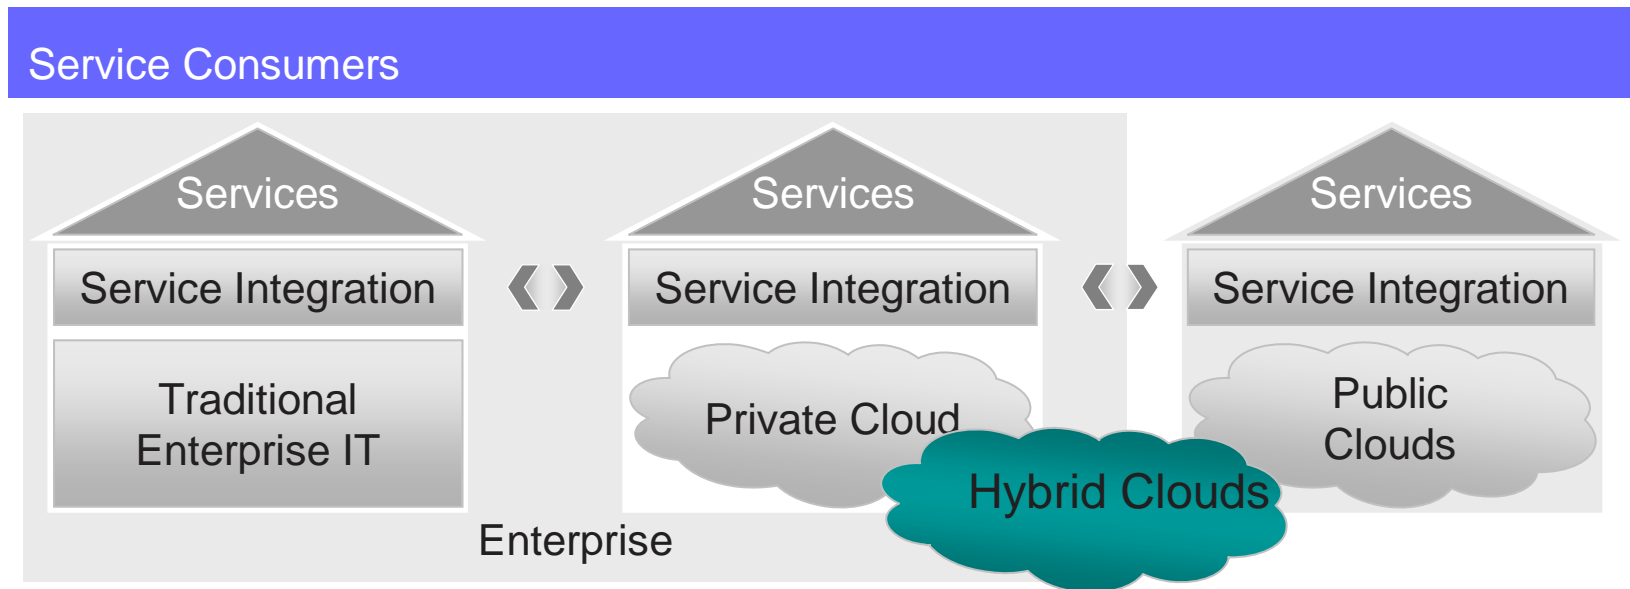 Service Consumers
Services
Services
Services
Service Integration
Service Integration
Service Integration
Traditional
Enterprise IT
Private Cloud
Public
Clouds
Hybrid Clouds
Enterprise